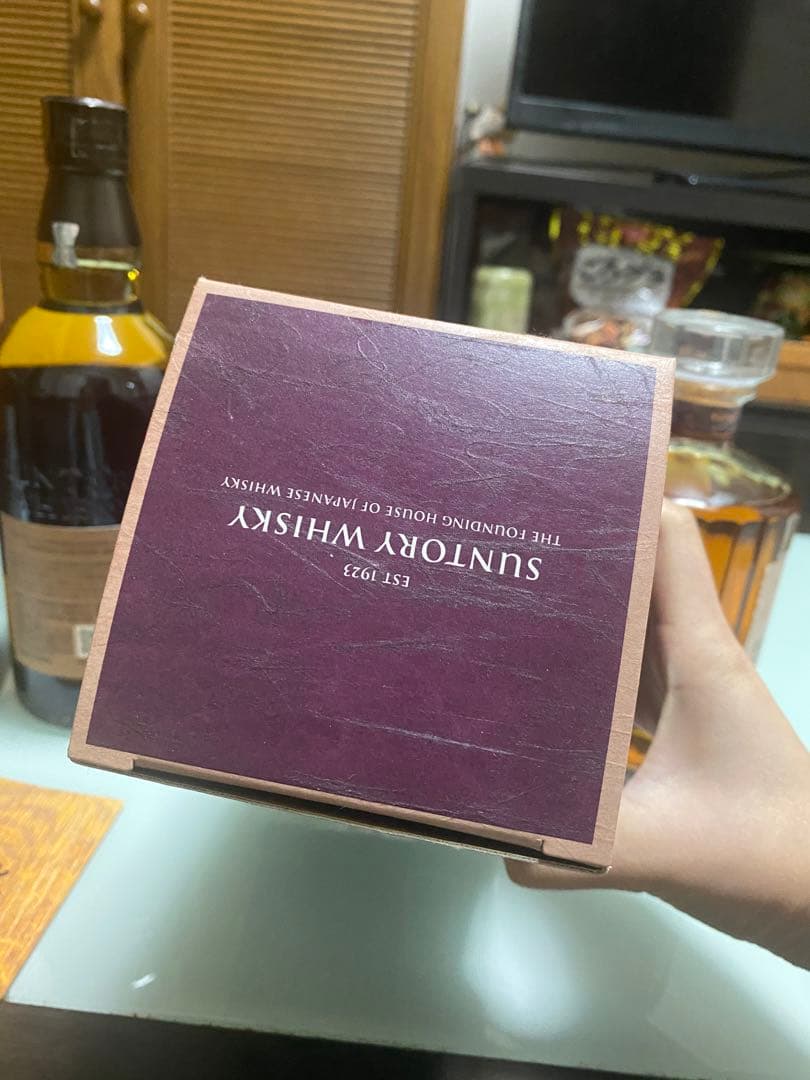 EST 1923
SUNTORY WHISKY
THE FOUNDING HOUSE OF JAPANESE WHISKY